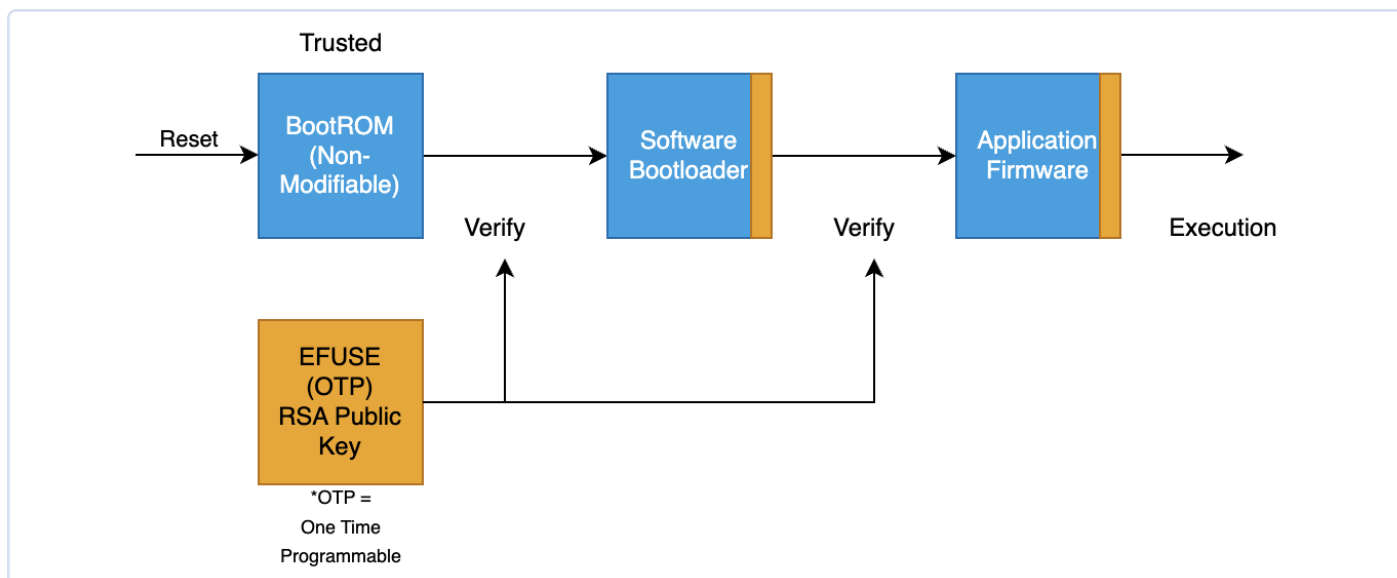 Trusted
Reset
BootROM
(Non-
Modifiable)
Software
Bootloader
Application
Firmware
Verify
Verify
Execution
EFUSE
(OTP)
RSA Public
Key
*OTP =
One Time
Programmable